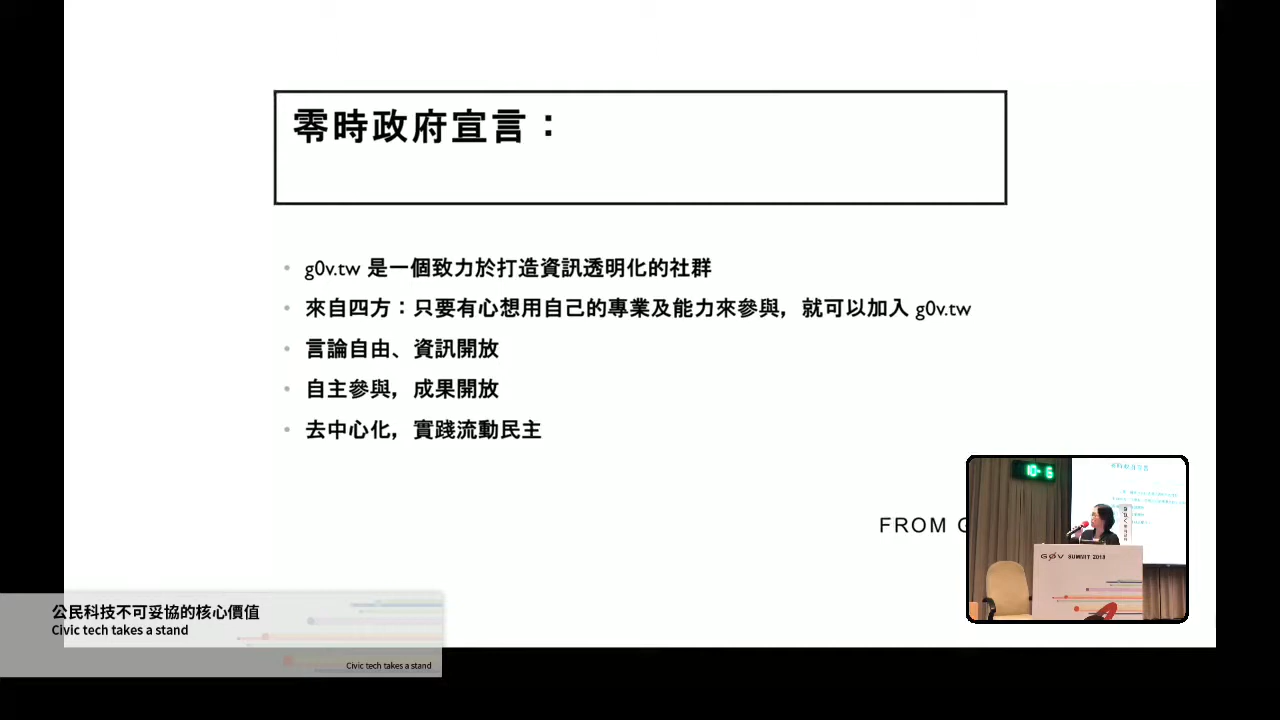 零時政府宣言：
g0v.tw 是一個致力於打造資訊透明化的社群
來自四方：只要有心想用自己的專業及能力來參與，就可以加入 g0v.tw
言論自由、資訊開放
自主參與，成果開放
去中心化，實踐流動民主
FROM
10- 6
G0V SUMMIT 2018
公民科技不可妥協的核心價值
Civic tech takes a stand
Civic tech takes a stand